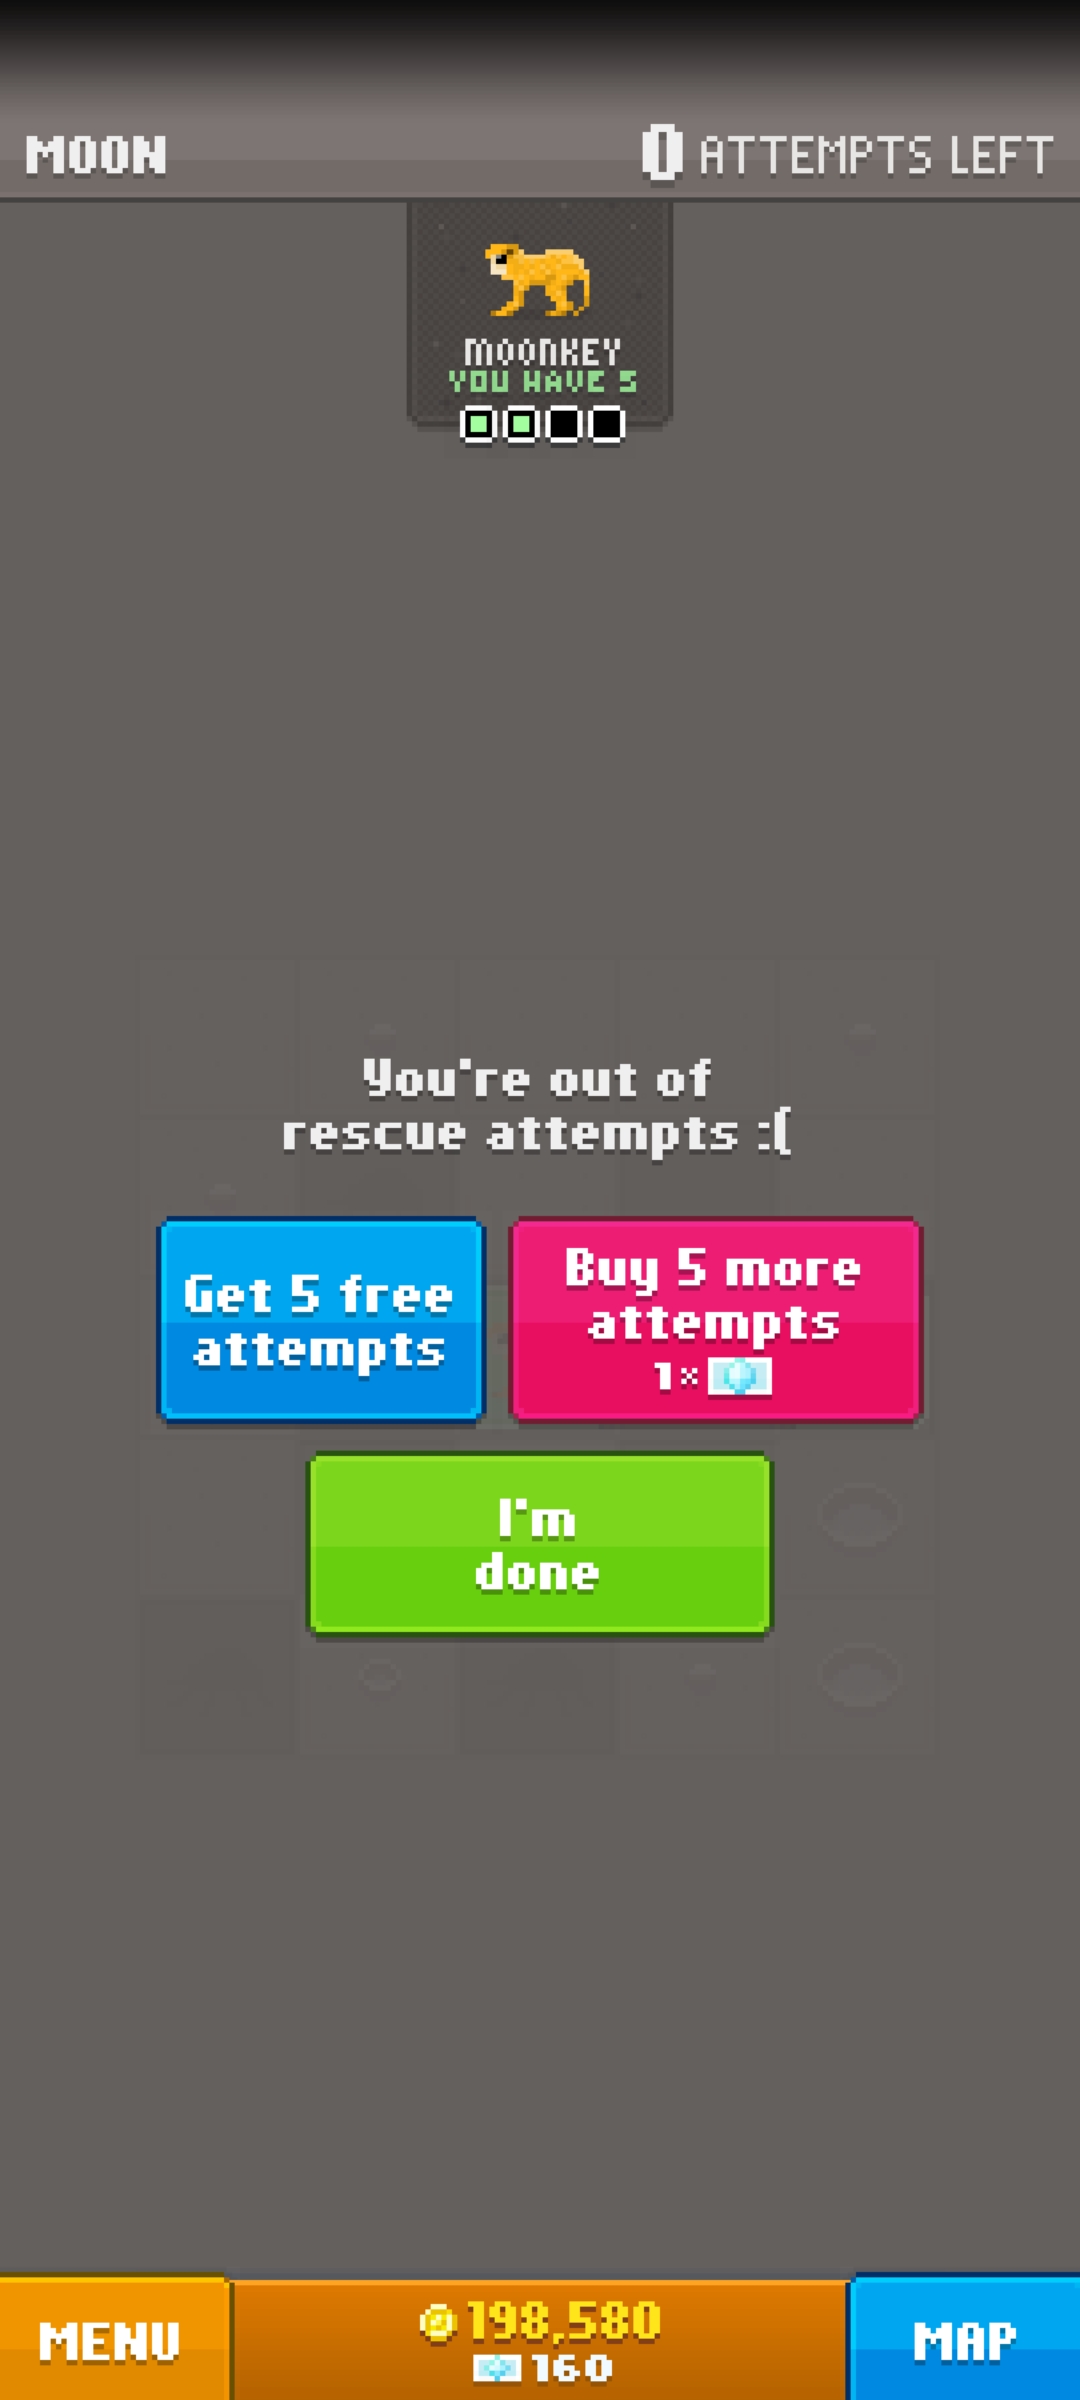 MOON
0 ATTEMPTS LEFT
MOONKEY
YOU HAVE 5
You're out of
rescue attempts :(
Get 5 free
attempts
Buy 5 more
attempts
1×
I'm
done
MENU
198,580
160
MAP